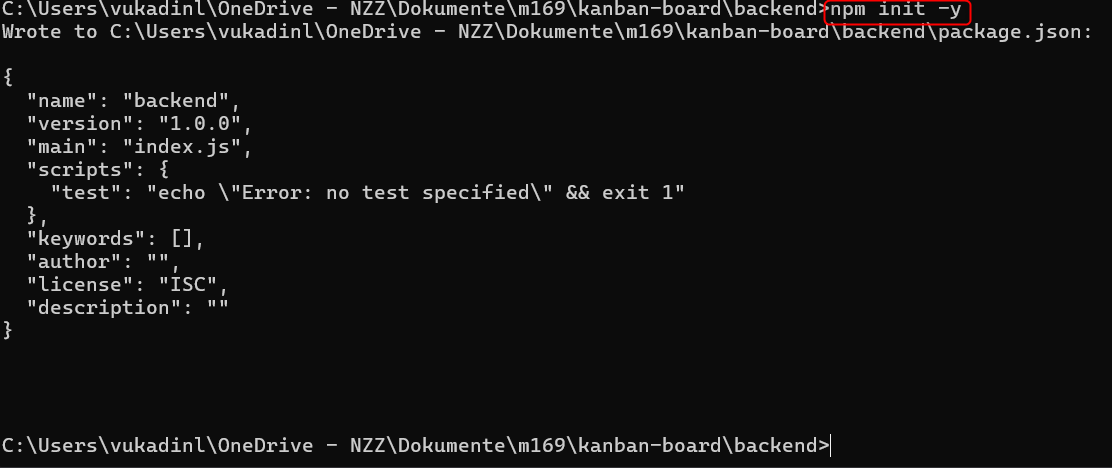 C:\Users\vukadinl\OneDrive - NZZ\Dokumente\m169\kanban-board\backend>npm init -y
Wrote to C:\Users\vukadinl\OneDrive - NZZ\Dokumente\m169\kanban-board\backend\package.json:
{
  "name": "backend",
  "version": "1.0.0",
  "main": "index.js",
  "scripts": {
    "test": "echo \"Error: no test specified\" && exit 1"
  },
  "keywords": [],
  "author": "",
  "license": "ISC",
  "description": ""
}
C:\Users\vukadinl\OneDrive - NZZ\Dokumente\m169\kanban-board\backend>